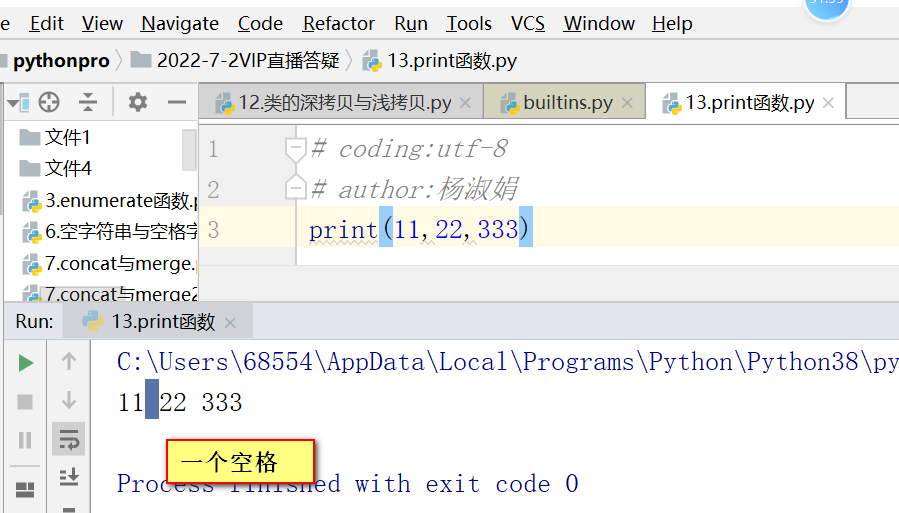 e Edit View Navigate Code Refactor Run Tools VCS Window Help
pythonpro 2022-7-2VIP直播答疑 13.print函数.py
12.类的深拷贝与浅拷贝.py builtins.py 13.print函数.py
文件1
文件4
3.enumerate函数.p
6.空字符串与空格字
7.concat与merge.p
7.concat与merge2
1 # coding:utf-8
2 # author:杨淑娟
3 print(11,22,333)
Run: 13.print函数
C:\Users\68554\AppData\Local\Programs\Python\Python38\py
11 22 333
一个空格
Process finished with exit code 0